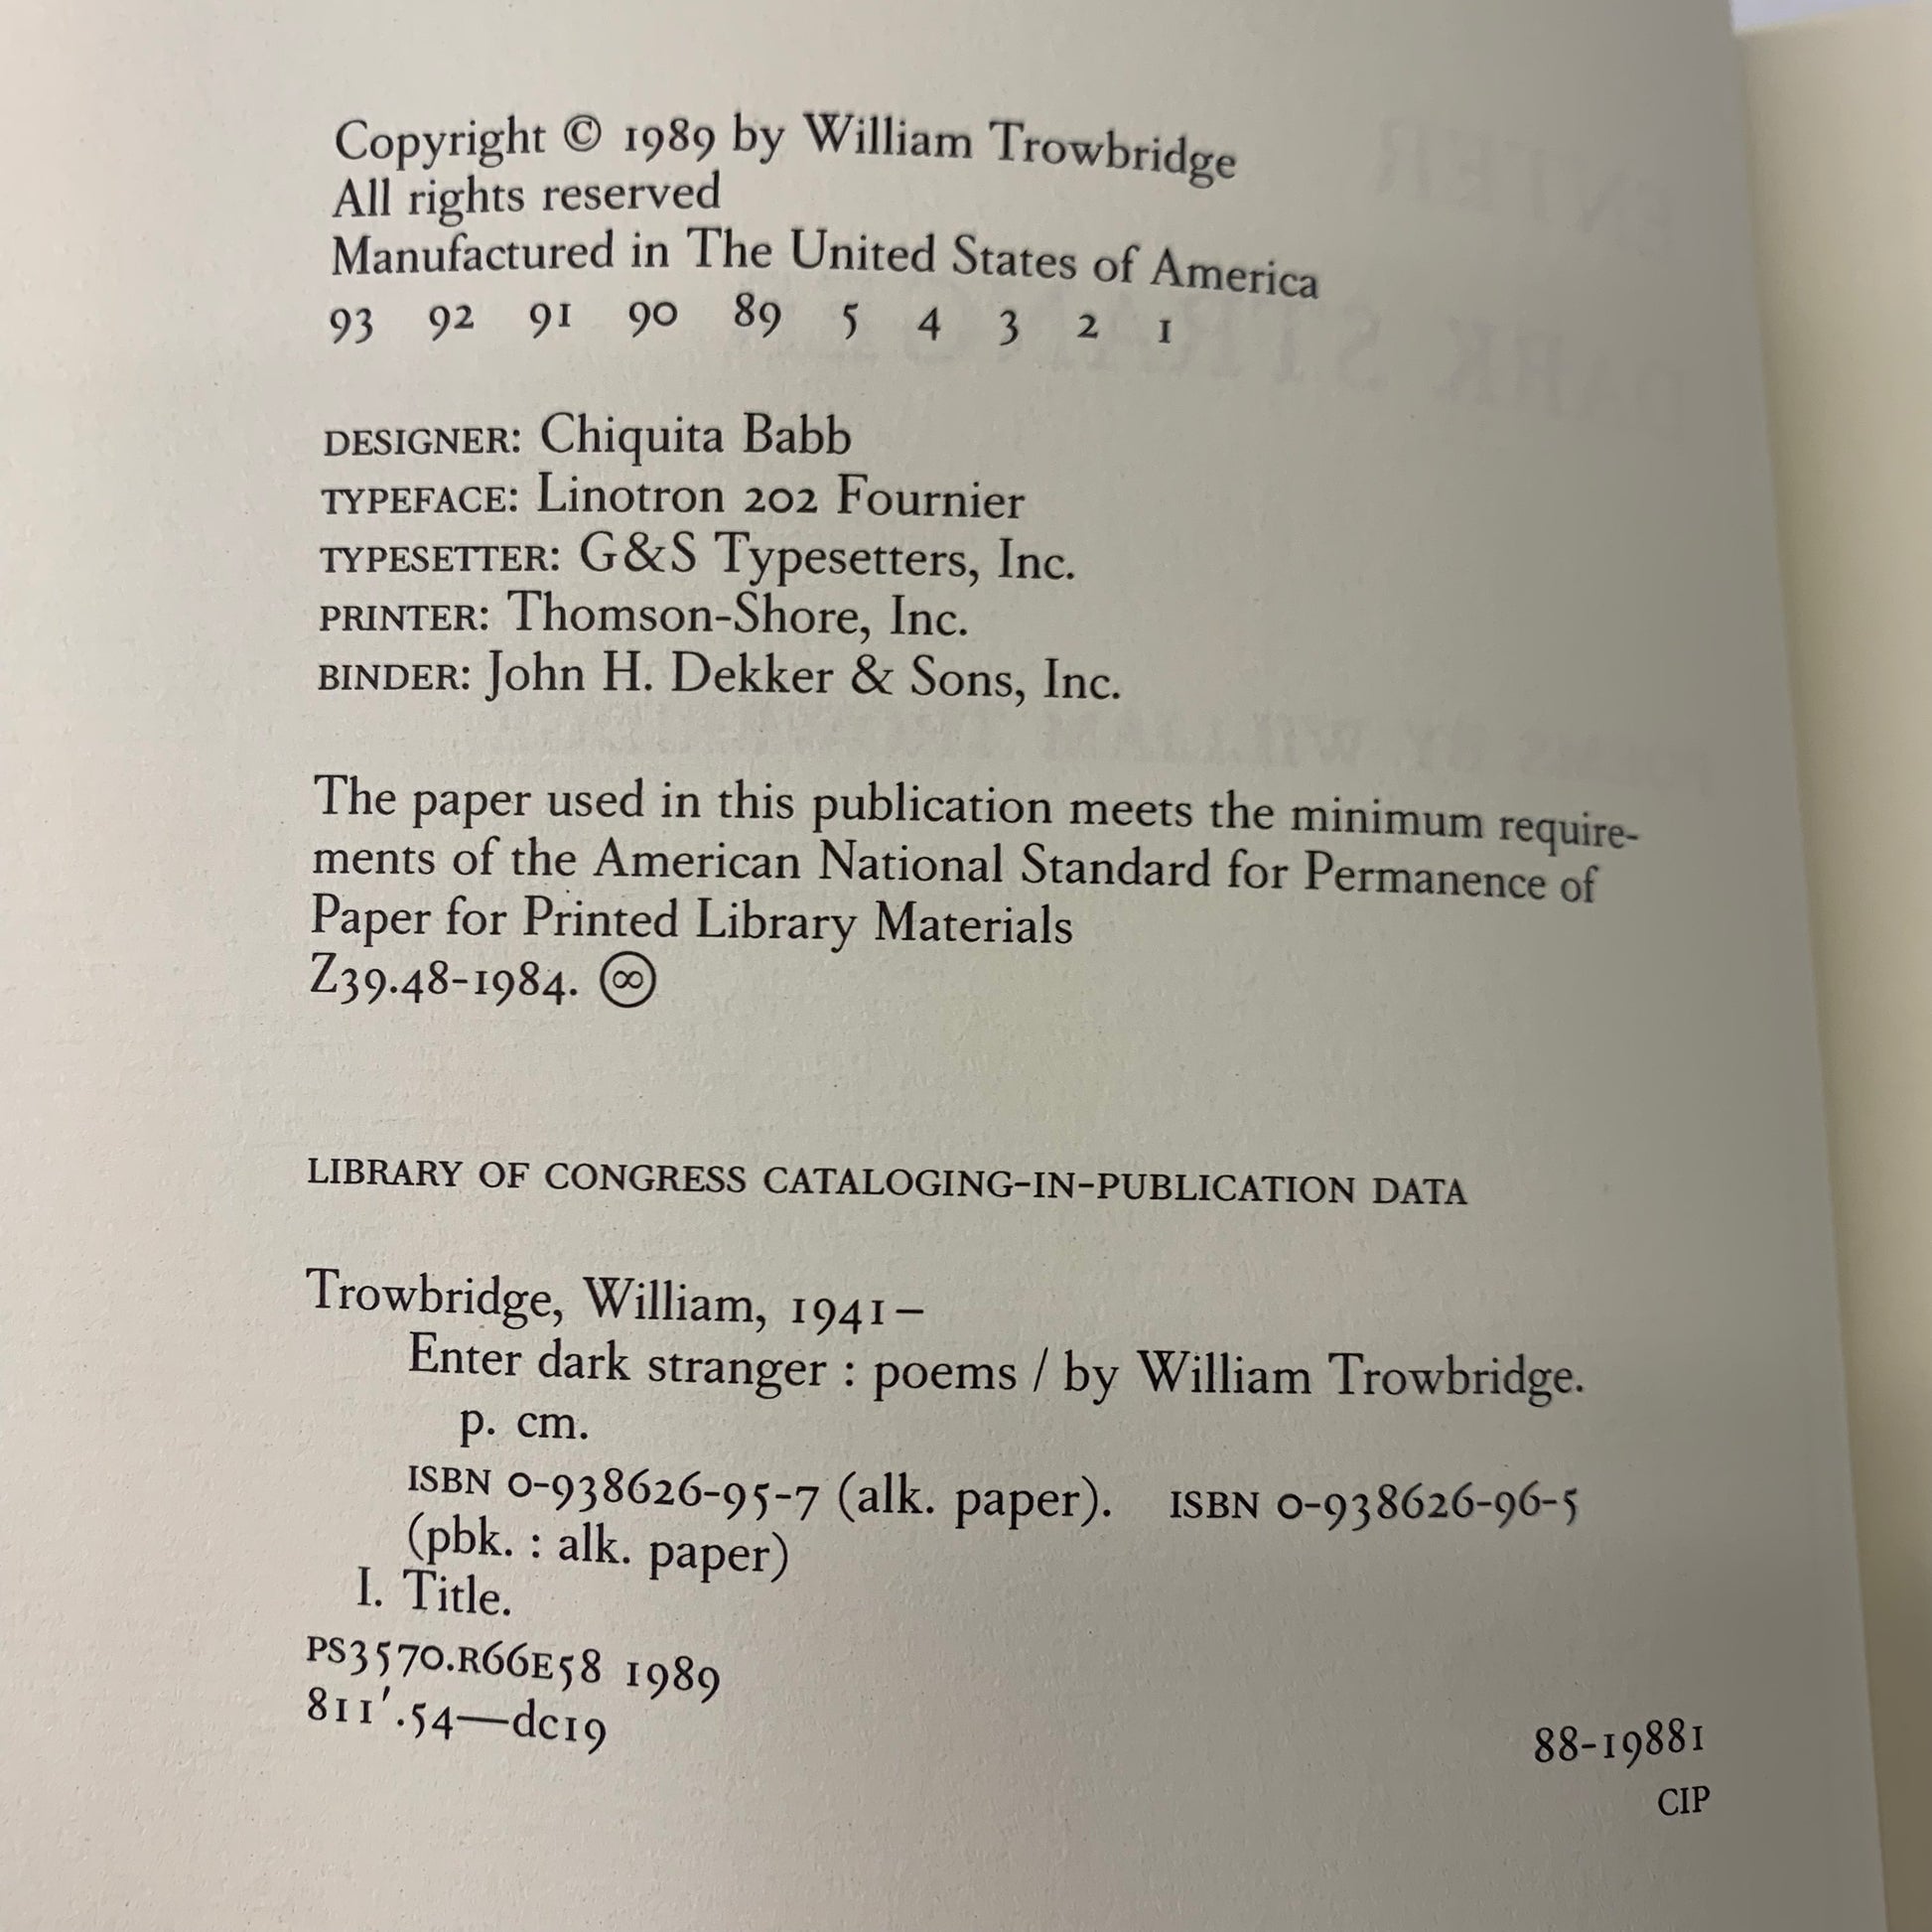 Copyright © 1989 by William Trowbridge
All rights reserved
Manufactured in The United States of America
93 92 91 90 89 5 4 3 2 1
DESIGNER: Chiquita Babb
TYPEFACE: Linotron 202 Fournier
TYPESETTER: G&S Typesetters, Inc.
PRINTER: Thomson-Shore, Inc.
BINDER: John H. Dekker & Sons, Inc.
The paper used in this publication meets the minimum require-
ments of the American National Standard for Permanence of
Paper for Printed Library Materials
Z39.48-1984. ♾
LIBRARY OF CONGRESS CATALOGING-IN-PUBLICATION DATA
Trowbridge, William, 1941–
Enter dark stranger : poems / by William Trowbridge.
p. cm.
ISBN 0-938626-95-7 (alk. paper). ISBN 0-938626-96-5
(pbk. : alk. paper)
I. Title.
PS3570.R66E58 1989
811′.54—dc19
88-19881
CIP